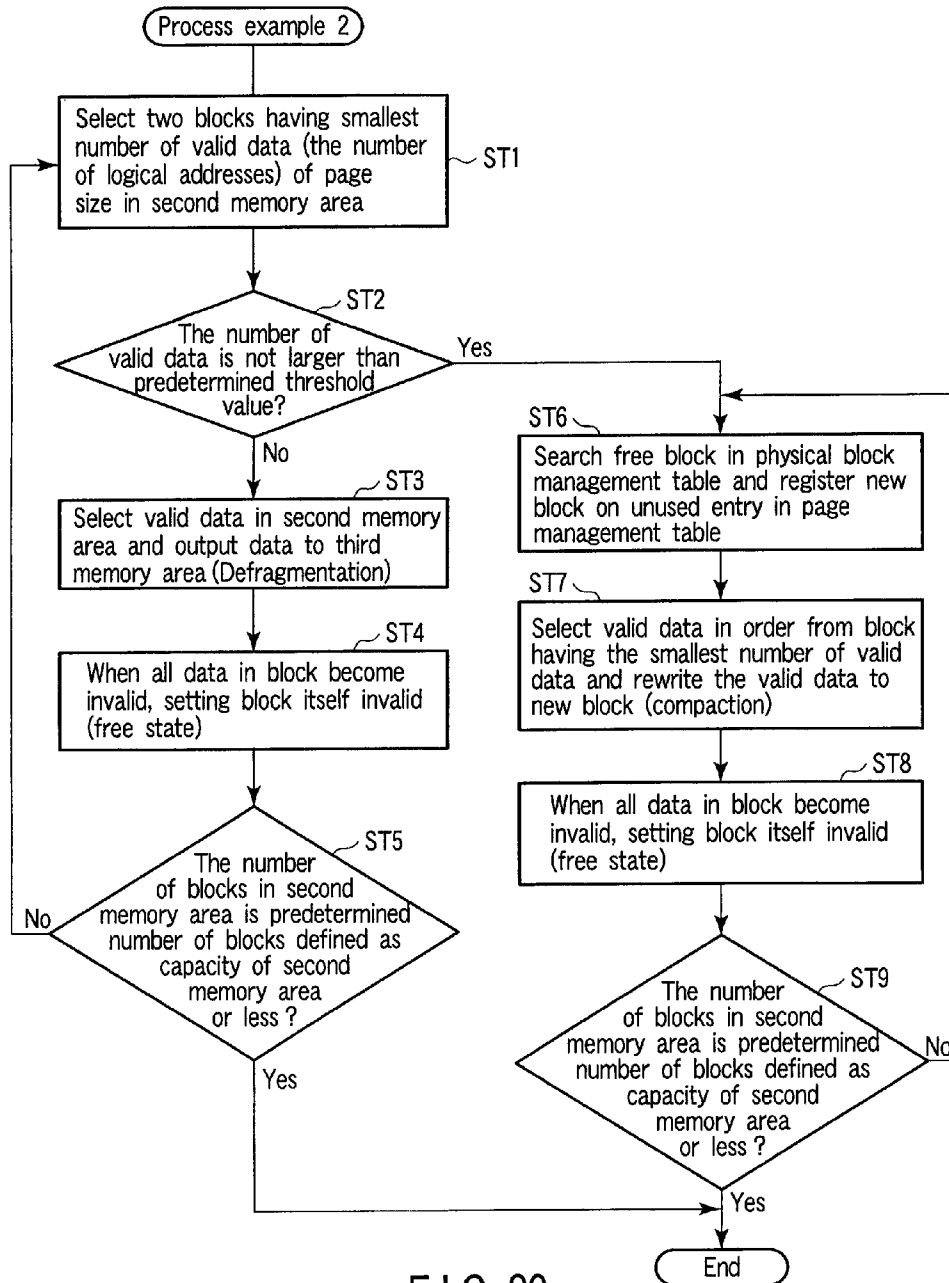 Process example 2
Select two blocks having smallest
number of valid data (the number
of logical addresses) of page
size in second memory area
ST1
ST2
The number of
valid data is not larger than
predetermined threshold
value?
Yes
No
ST3
Select valid data in second memory
area and output data to third
memory area (Defragmentation)
ST4
When all data in block become
invalid, setting block itself invalid
(free state)
ST5
The number
of blocks in second
memory area is predetermined
number of blocks defined as
capacity of second
memory area
or less ?
No
Yes
ST6
Search free block in physical block
management table and register new
block on unused entry in page
management table
ST7
Select valid data in order from block
having the smallest number of valid
data and rewrite the valid data to
new block (compaction)
ST8
When all data in block become
invalid, setting block itself invalid
(free state)
ST9
The number
of blocks in second
memory area is predetermined
number of blocks defined as
capacity of second
memory area
or less ?
No
Yes
End